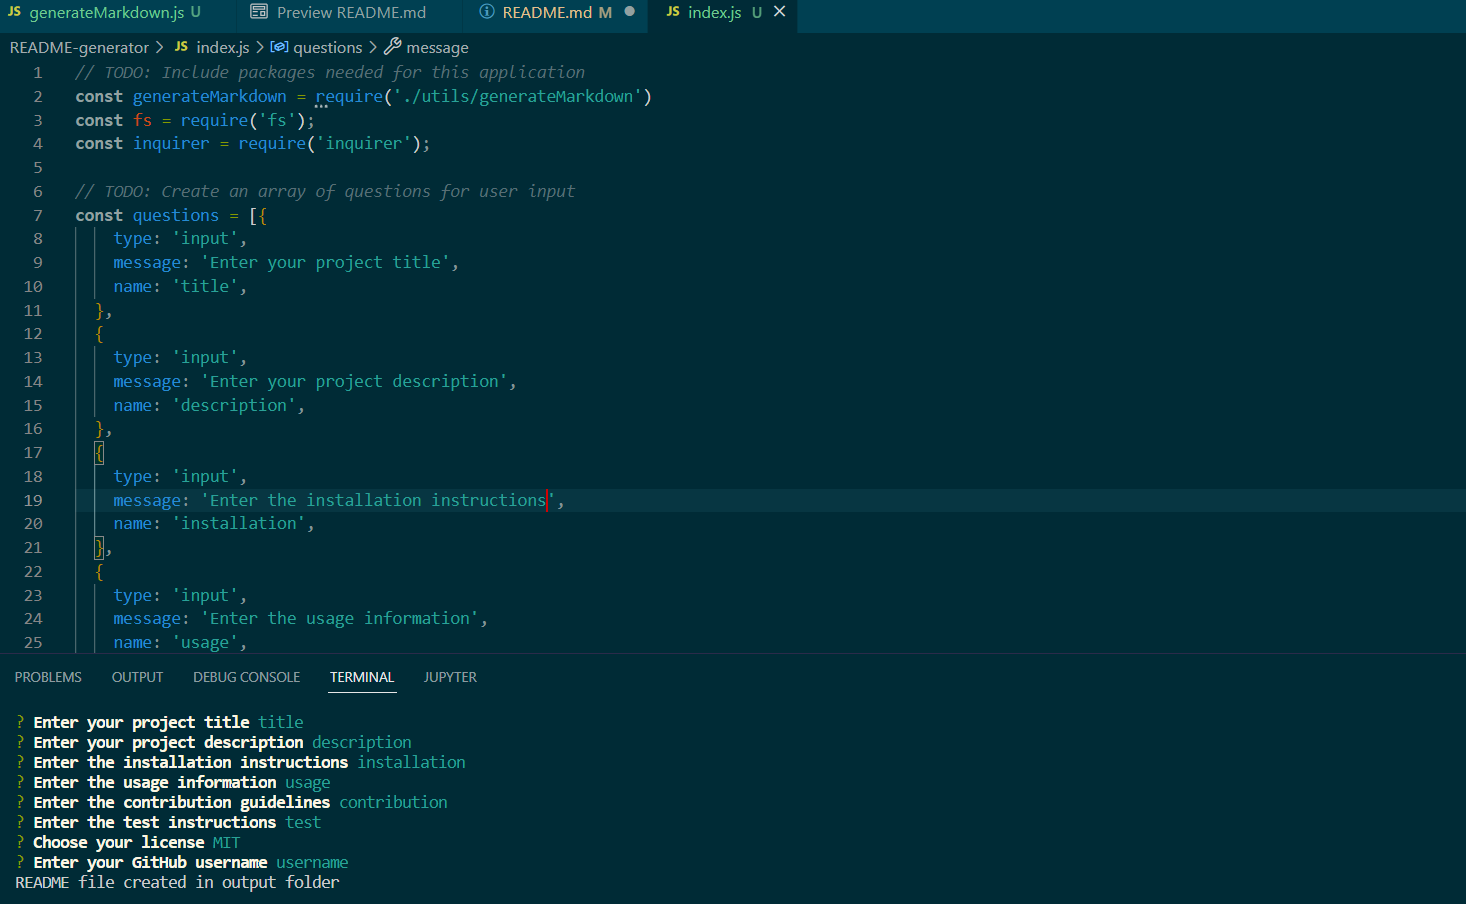 JS generateMarkdown.js U Preview README.md README.md M JS index.js U
README-generator > JS index.js > questions > message
1 // TODO: Include packages needed for this application
2 const generateMarkdown = require('./utils/generateMarkdown')
3 const fs = require('fs');
4 const inquirer = require('inquirer');
5
6 // TODO: Create an array of questions for user input
7 const questions = [{
8 type: 'input',
9 message: 'Enter your project title',
10 name: 'title',
11 },
12 {
13 type: 'input',
14 message: 'Enter your project description',
15 name: 'description',
16 },
17 {
18 type: 'input',
19 message: 'Enter the installation instructions',
20 name: 'installation',
21 },
22 {
23 type: 'input',
24 message: 'Enter the usage information',
25 name: 'usage',
PROBLEMS OUTPUT DEBUG CONSOLE TERMINAL JUPYTER
? Enter your project title title
? Enter your project description description
? Enter the installation instructions installation
? Enter the usage information usage
? Enter the contribution guidelines contribution
? Enter the test instructions test
? Choose your license MIT
? Enter your GitHub username username
README file created in output folder